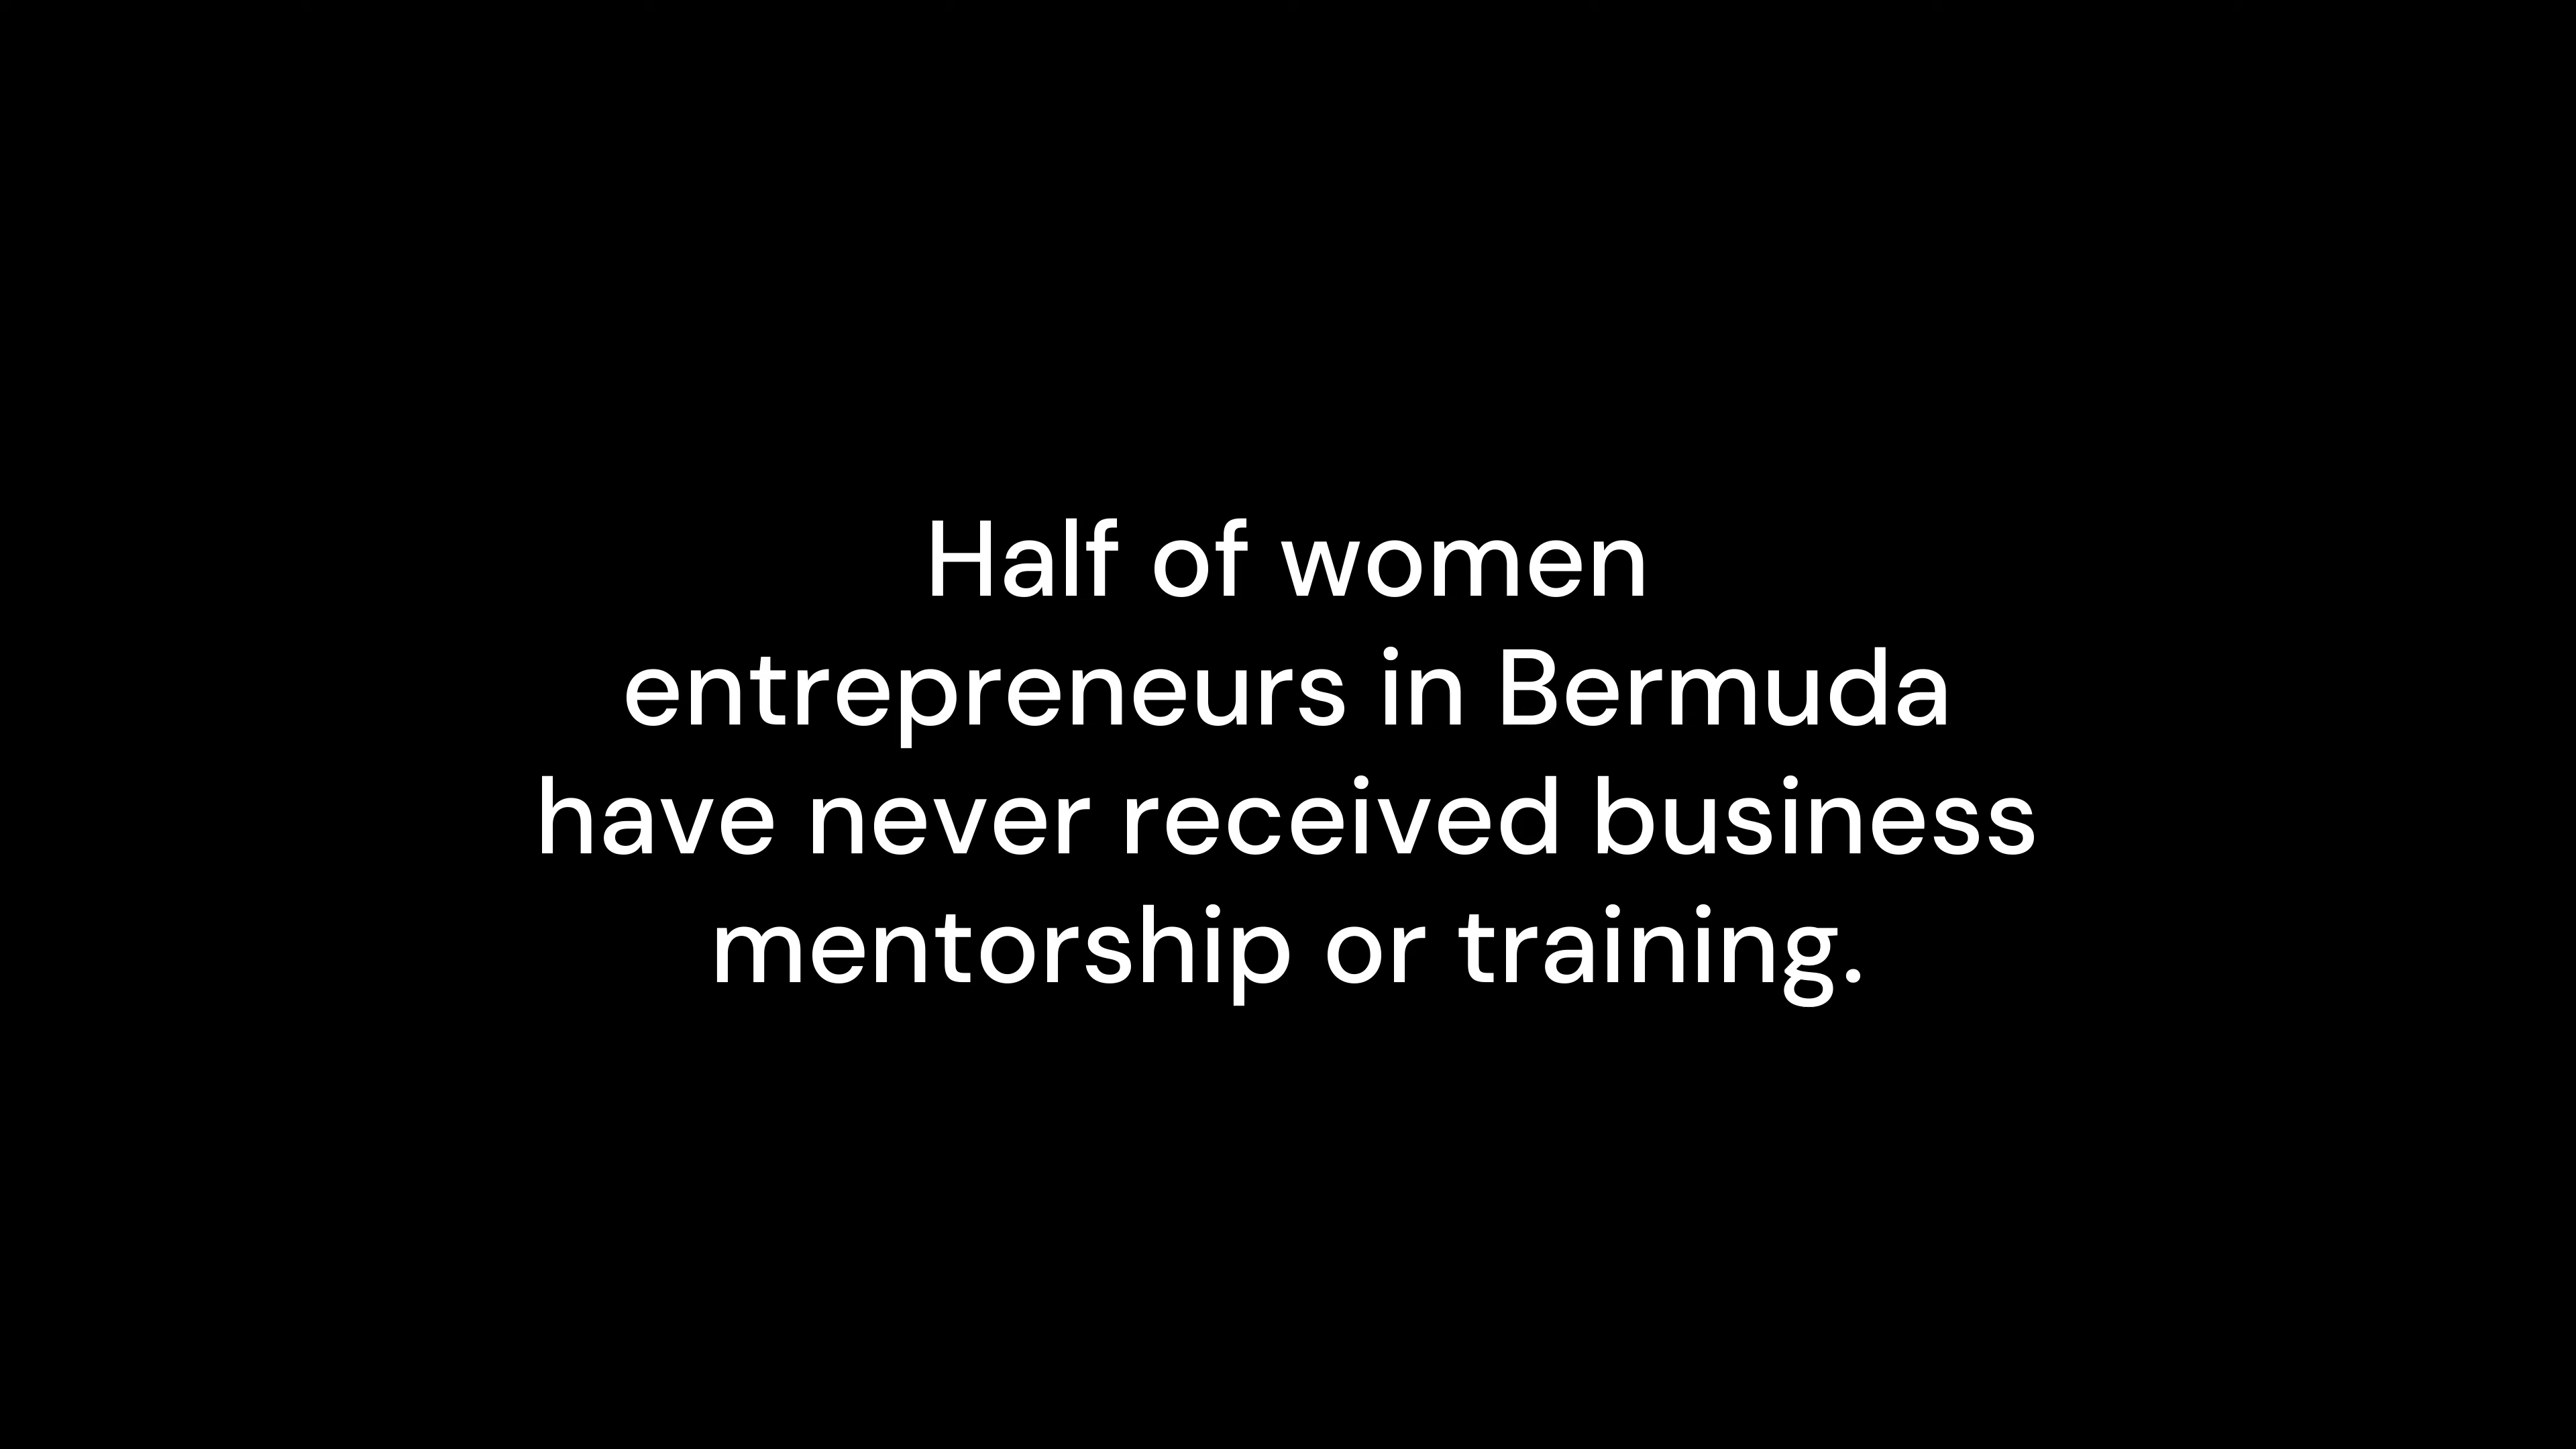 Half of women
entrepreneurs in Bermuda
have never received business
mentorship or training.